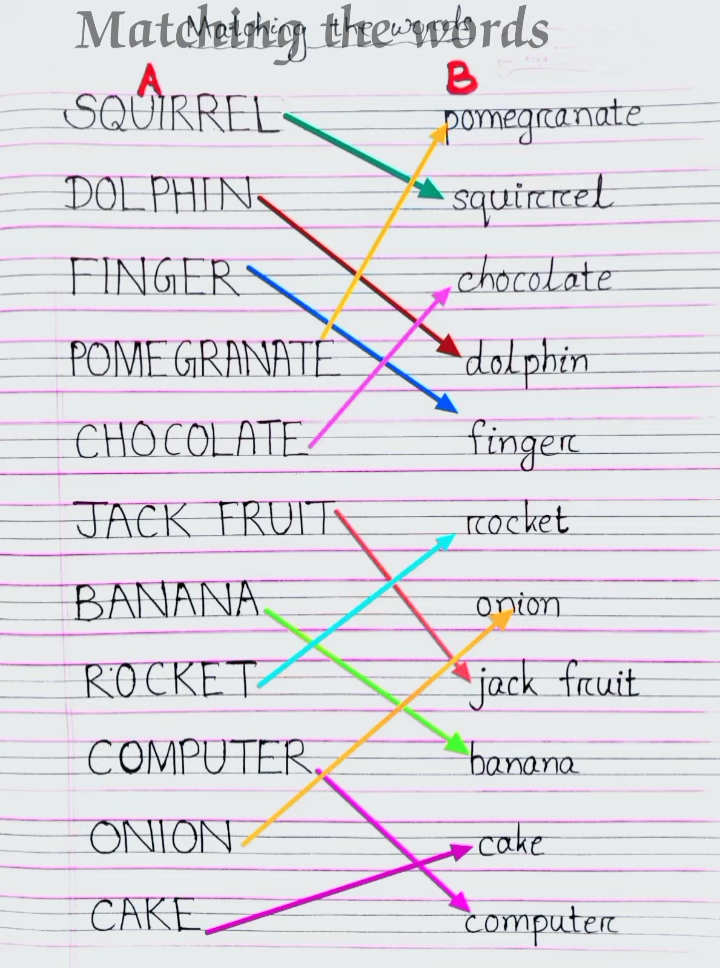 Matching the words
Matching the words
A B
SQUIRREL pomegranate
DOLPHIN squirrel
FINGER chocolate
POMEGRANATE dolphin
CHOCOLATE finger
JACK FRUIT rocket
BANANA onion
ROCKET jack fruit
COMPUTER banana
ONION cake
CAKE computer